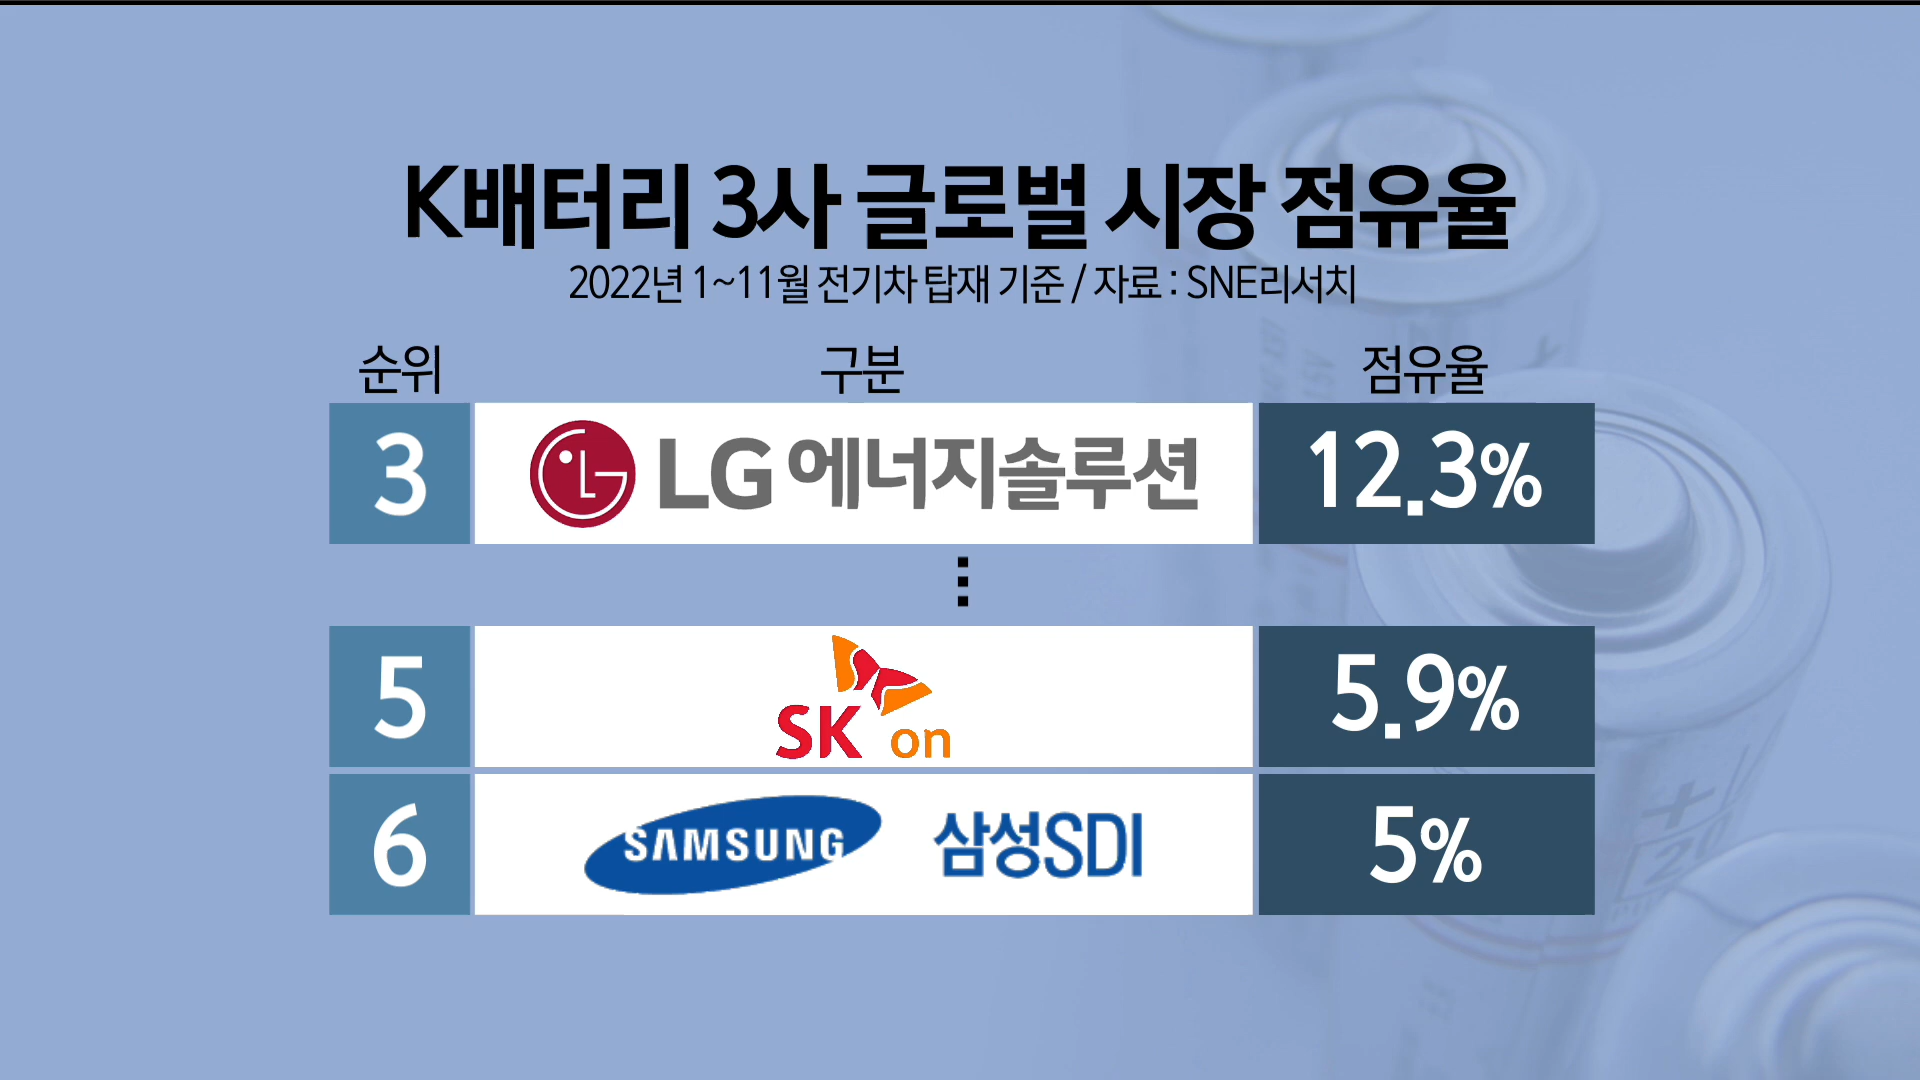 K배터리 3사 글로벌 시장 점유율
2022년 1~11월 전기차 탑재 기준 / 자료 : SNE리서치
순위 구분 점유율
3 LG에너지솔루션 12.3%
⋮
5 SK on 5.9%
6 SAMSUNG 삼성SDI 5%